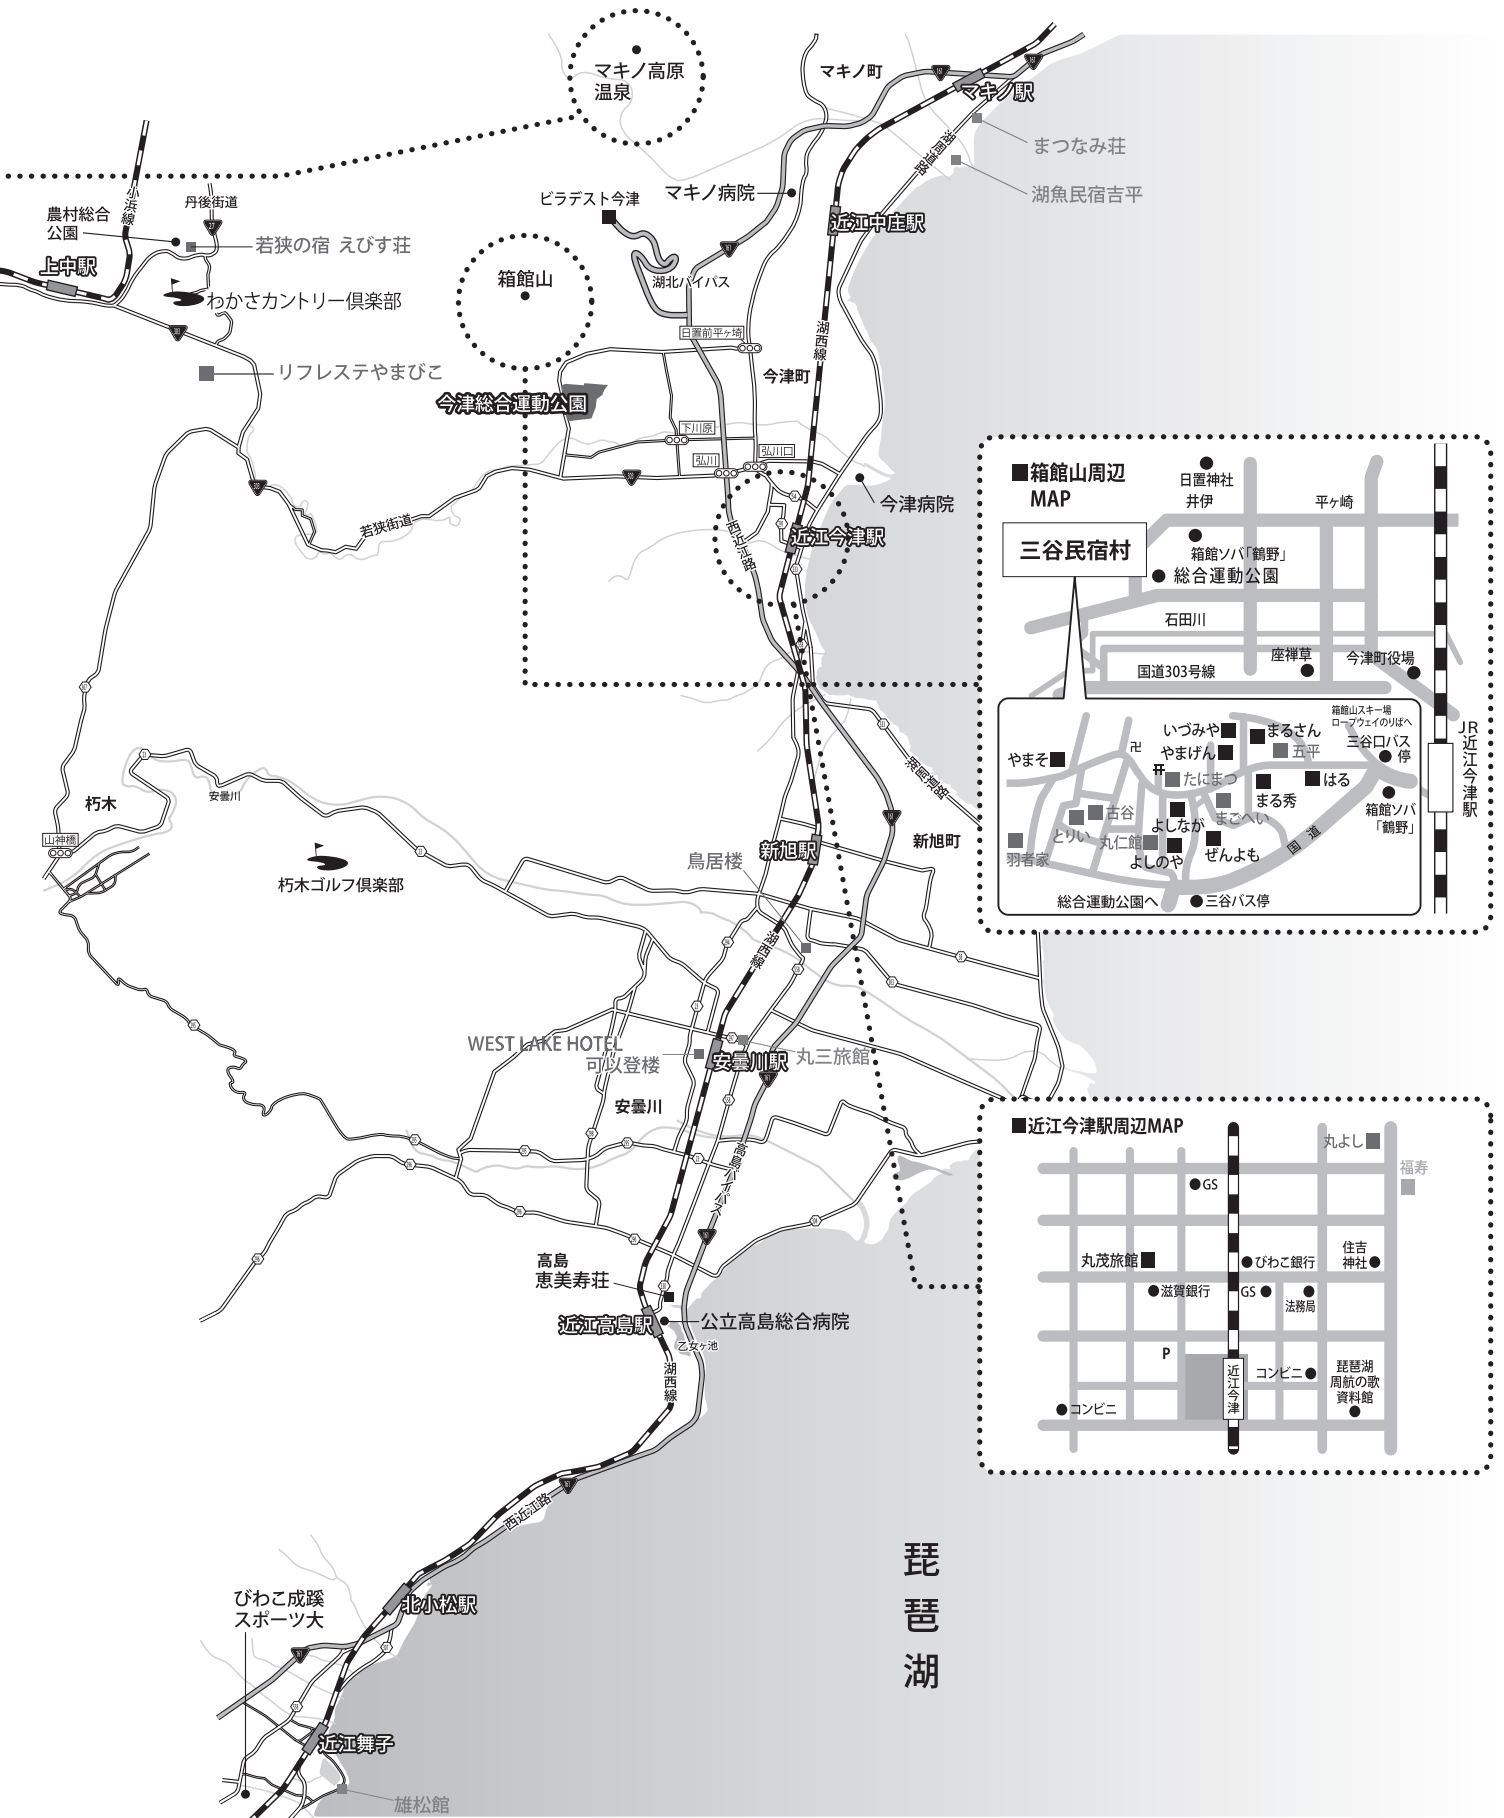 マキノ高原
温泉
マキノ町
マキノ駅
まつなみ荘
湖周道路
湖魚民宿吉平
小浜線
丹後街道
農村総合
公園
若狭の宿 えびす荘
上中駅
わかさカントリー倶楽部
リフレステやまびこ
ビラデスト今津
マキノ病院
近江中庄駅
箱館山
湖北バイパス
日置前平ヶ埼
湖西線
今津町
今津総合運動公園
下川原
弘川
弘川口
今津病院
若狭街道
西近江路
近江今津駅
■箱館山周辺
MAP
日置神社
井伊
平ヶ崎
三谷民宿村
箱館ソバ「鶴野」
総合運動公園
石田川
座禅草
今津町役場
国道303号線
箱館山スキー場
ロープウェイのりばへ
いづみや
まるさん
三谷口バス
停
やまそ
卍
やまげん
五平
たにまつ
はる
まる秀
まごへい
箱館ソバ
「鶴野」
古谷
とりい
よしなが
丸仁館
羽者家
よしのや
ぜんよも
国道
総合運動公園へ
三谷バス停
JR近江今津駅
湖周道路
朽木
安曇川
山神橋
朽木ゴルフ倶楽部
新旭駅
新旭町
鳥居楼
湖西線
WEST LAKE HOTEL
可以登楼
安曇川駅
丸三旅館
安曇川
高島バイパス
高島
恵美寿荘
近江高島駅
公立高島総合病院
乙女ヶ池
湖西線
■近江今津駅周辺MAP
丸よし
福寿
GS
丸茂旅館
びわこ銀行
住吉
神社
滋賀銀行
GS
法務局
P
近江今津
コンビニ
琵琶湖
周航の歌
資料館
コンビニ
西近江路
琵琶湖
びわこ成蹊
スポーツ大
北小松駅
近江舞子
雄松館